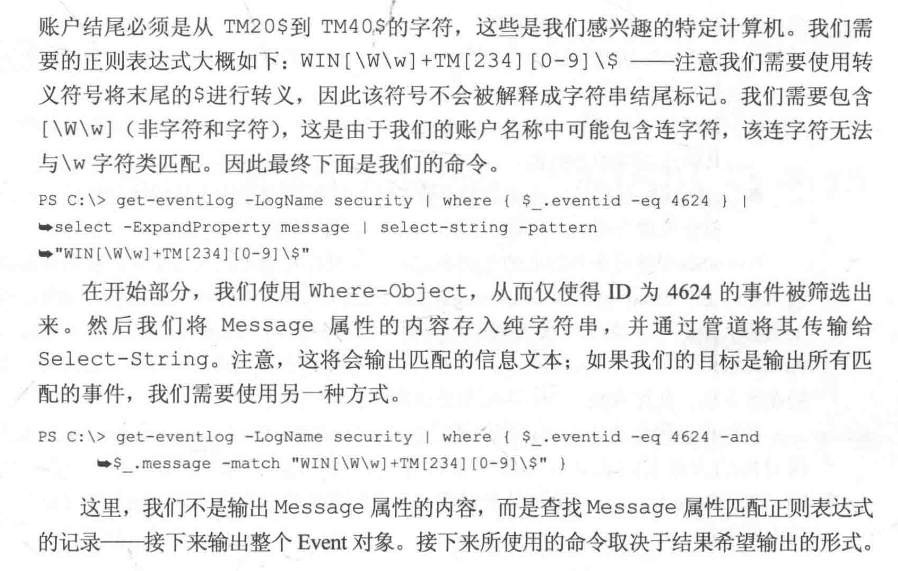 账户结尾必须是从 TM20$到 TM40$的字符，这些是我们感兴趣的特定计算机。我们需
要的正则表达式大概如下：WIN[\W\w]+TM[234][0-9]\$ ——注意我们需要使用转
义符号将末尾的$进行转义，因此该符号不会被解释成字符串结尾标记。我们需要包含
[\W\w]（非字符和字符），这是由于我们的账户名称中可能包含连字符，该连字符无法
与\w 字符类匹配。因此最终下面是我们的命令。
PS C:\> get-eventlog -LogName security | where { $_.eventid -eq 4624 } |
➥select -ExpandProperty message | select-string -pattern
➥"WIN[\W\w]+TM[234][0-9]\$"
在开始部分，我们使用 Where-Object，从而仅使得 ID 为 4624 的事件被筛选出
来。然后我们将 Message 属性的内容存入纯字符串，并通过管道将其传输给
Select-String。注意，这将会输出匹配的信息文本；如果我们的目标是输出所有匹
配的事件，我们需要使用另一种方式。
PS C:\> get-eventlog -LogName security | where { $_.eventid -eq 4624 -and
➥$_.message -match "WIN[\W\w]+TM[234][0-9]\$" }
这里，我们不是输出 Message 属性的内容，而是查找 Message 属性匹配正则表达式
的记录——接下来输出整个 Event 对象。接下来所使用的命令取决于结果希望输出的形式。